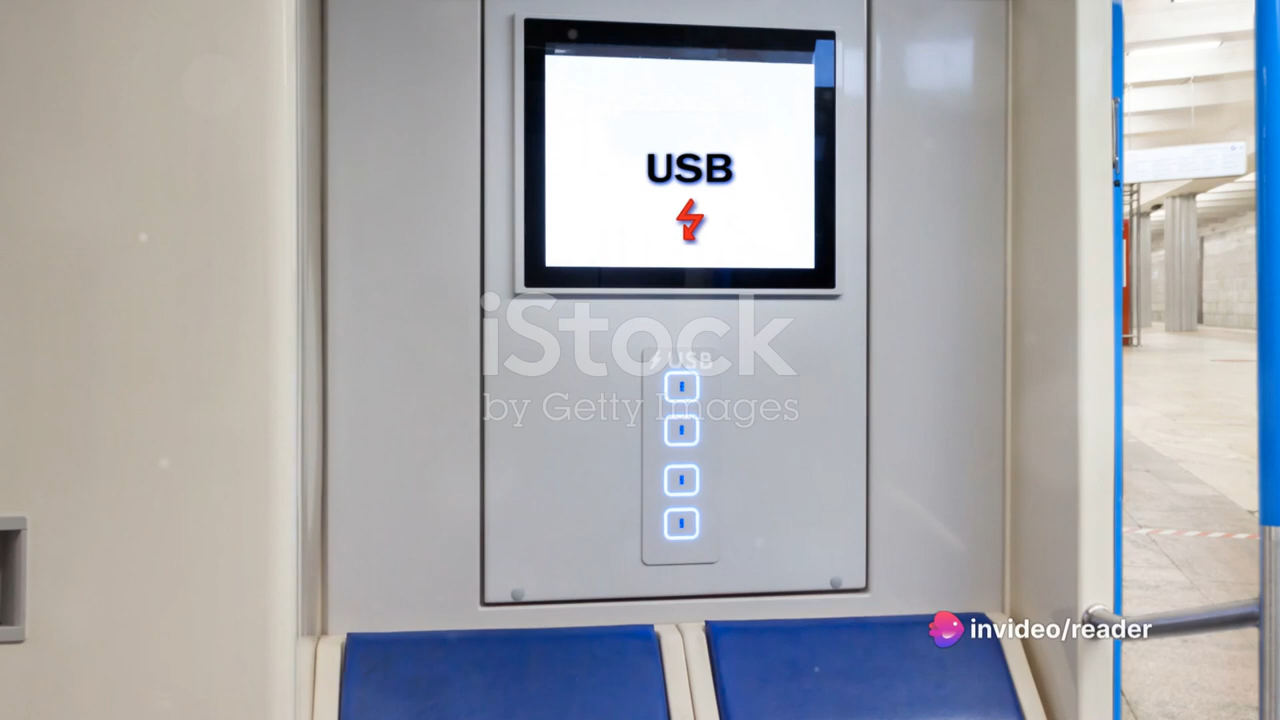 USB
iStock
USB
by Getty Images
invideo/reader